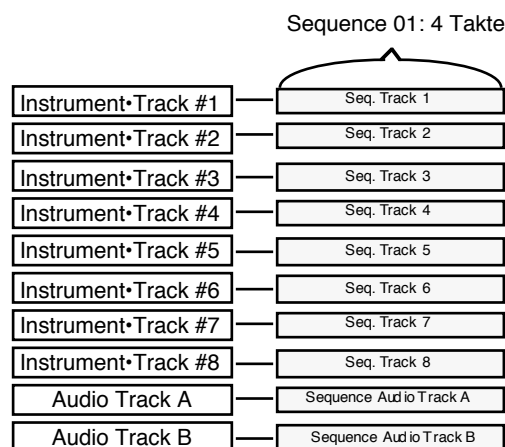 Sequence 01: 4 Takte
Instrument•Track #1 Seq. Track 1
Instrument•Track #2 Seq. Track 2
Instrument•Track #3 Seq. Track 3
Instrument•Track #4 Seq. Track 4
Instrument•Track #5 Seq. Track 5
Instrument•Track #6 Seq. Track 6
Instrument•Track #7 Seq. Track 7
Instrument•Track #8 Seq. Track 8
Audio Track A Sequence Audio Track A
Audio Track B Sequence Audio Track B